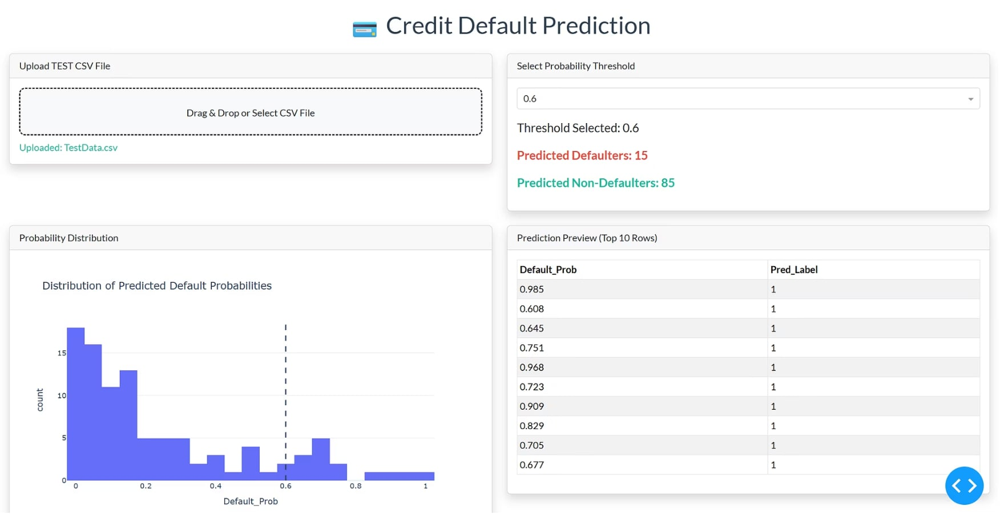 Credit Default Prediction
Upload TEST CSV File
Drag & Drop or Select CSV File
Uploaded: TestData.csv
Select Probability Threshold
0.6
Threshold Selected: 0.6
Predicted Defaulters: 15
Predicted Non-Defaulters: 85
Probability Distribution
Distribution of Predicted Default Probabilities
count
15
10
5
0
0 0.2 0.4 0.6 0.8 1
Default_Prob
Prediction Preview (Top 10 Rows)
Default_Prob Pred_Label
0.985 1
0.608 1
0.645 1
0.751 1
0.968 1
0.723 1
0.909 1
0.829 1
0.705 1
0.677 1